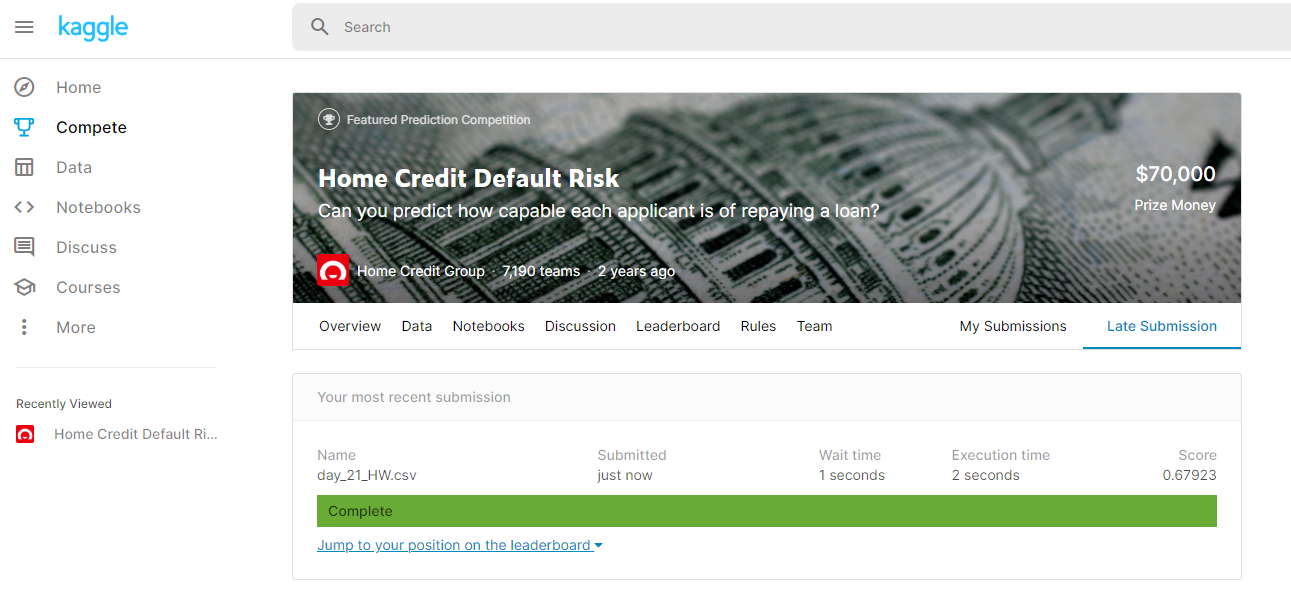 kaggle
Search
Home
Compete
Data
Notebooks
Discuss
Courses
More
Recently Viewed
Home Credit Default Ri...
Featured Prediction Competition
Home Credit Default Risk
$70,000
Can you predict how capable each applicant is of repaying a loan?
Prize Money
Home Credit Group · 7,190 teams · 2 years ago
Overview Data Notebooks Discussion Leaderboard Rules Team My Submissions Late Submission
Your most recent submission
Name Submitted Wait time Execution time Score
day_21_HW.csv just now 1 seconds 2 seconds 0.67923
Complete
Jump to your position on the leaderboard